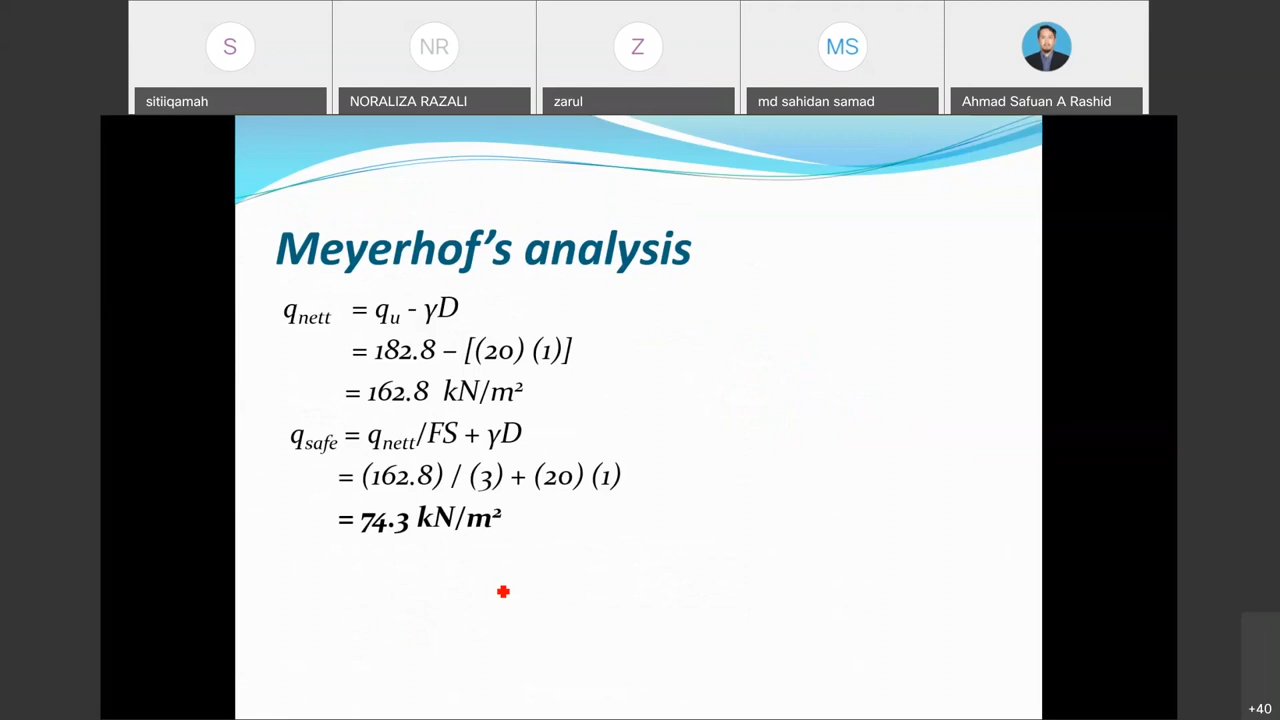 S
NR
Z
MS
sitiiqamah
NORALIZA RAZALI
zarul
md sahidan samad
Ahmad Safuan A Rashid
Meyerhof's analysis
qnett = qu - γD
= 182.8 – [(20) (1)]
= 162.8 kN/m²
qsafe = qnett/FS + γD
= (162.8) / (3) + (20) (1)
= 74.3 kN/m²
+40